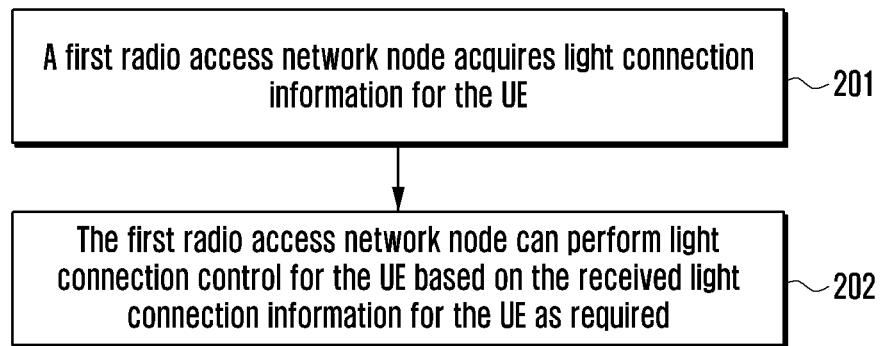 A first radio access network node acquires light connection
information for the UE
201
The first radio access network node can perform light
connection control for the UE based on the received light
connection information for the UE as required
202